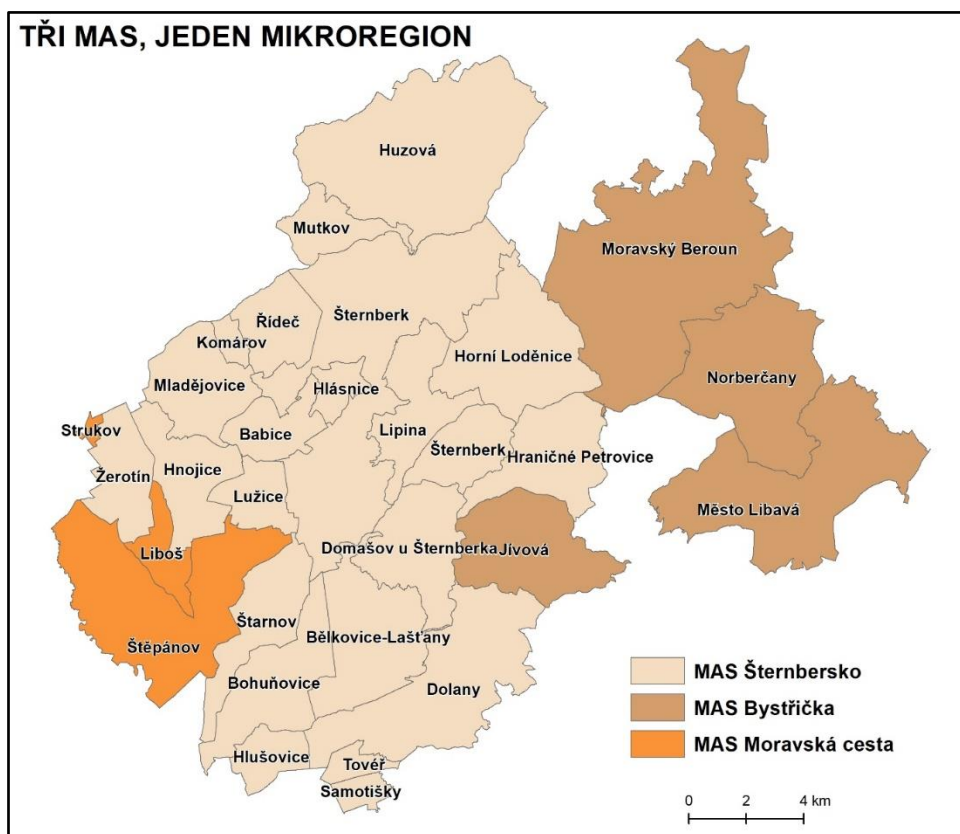 TŘI MAS, JEDEN MIKROREGION
Huzová
Mutkov
Moravský Beroun
Šternberk
Řídeč
Komárov
Horní Loděnice
Mladějovice
Hlásnice
Norberčany
Strukov
Babice
Lipina
Šternberk
Hraničné Petrovice
Žerotín
Hnojice
Lužice
Město Libavá
Liboš
Domašov u Šternberka
Jívová
Štěpánov
Štarnov
Bělkovice-Lašťany
Bohuňovice
Dolany
Hlušovice
Tovéř
Samotišky
MAS Šternbersko
MAS Bystřička
MAS Moravská cesta
0 2 4 km